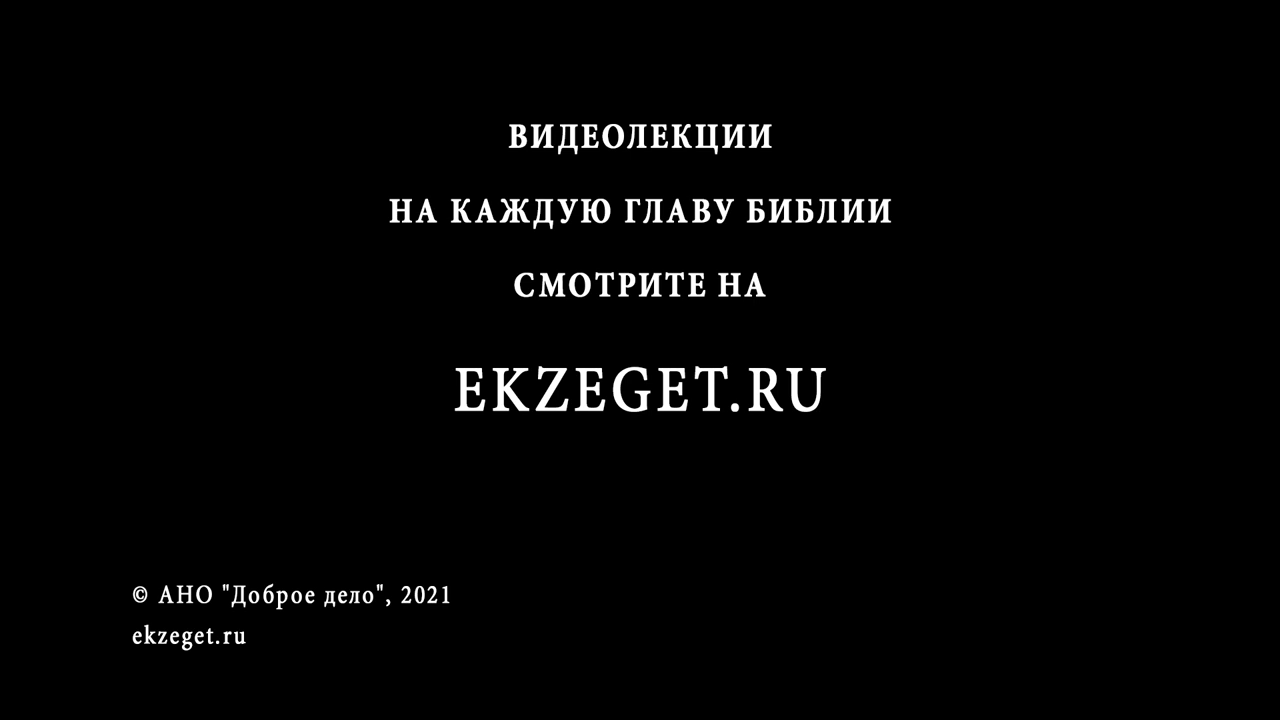 ВИДЕОЛЕКЦИИ
НА КАЖДУЮ ГЛАВУ БИБЛИИ
СМОТРИТЕ НА
EKZEGET.RU
© АНО "Доброе дело", 2021
ekzeget.ru